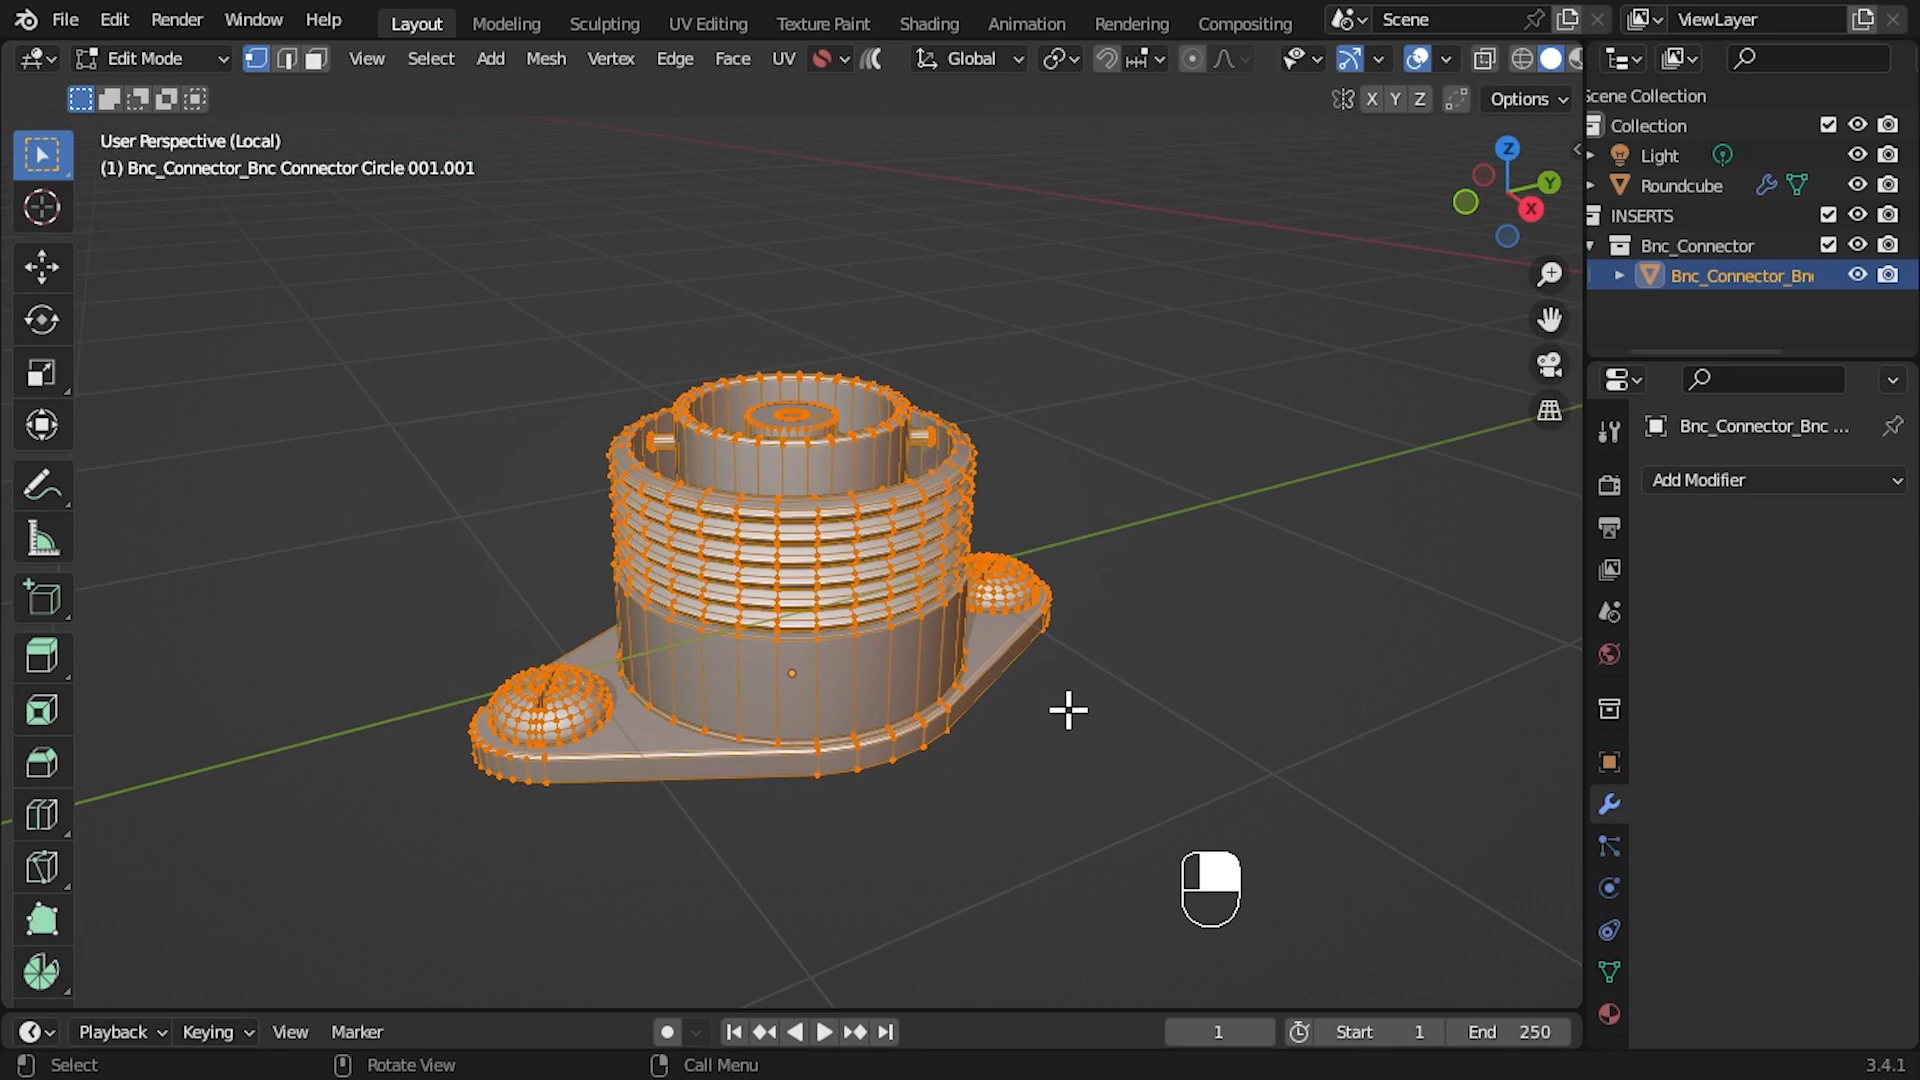 File Edit Render Window Help Layout Modeling Sculpting UV Editing Texture Paint Shading Animation Rendering Compositing Scene ViewLayer
Edit Mode View Select Add Mesh Vertex Edge Face UV Global
X Y Z Options
Scene Collection
User Perspective (Local)
(1) Bnc_Connector_Bnc Connector Circle 001.001
Z
Y
X
Collection
Light
Roundcube
INSERTS
Bnc_Connector
Bnc_Connector_Bn
Bnc_Connector_Bnc ...
Add Modifier
Playback Keying View Marker 1 Start 1 End 250
Select Rotate View Call Menu 3.4.1